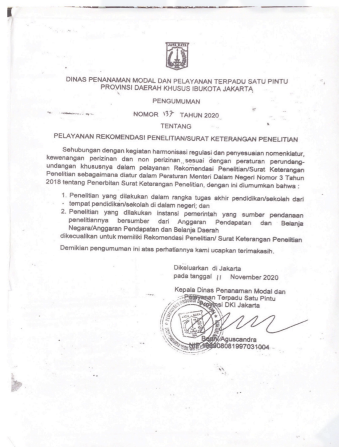 DINAS PENANAMAN MODAL DAN PELAYANAN TERPADU SATU PINTU
PROVINSI DAERAH KHUSUS IBUKOTA JAKARTA
PENGUMUMAN
NOMOR 137 TAHUN 2020
TENTANG
PELAYANAN REKOMENDASI PENELITIAN/SURAT KETERANGAN PENELITIAN
Sehubungan dengan kegiatan harmonisasi regulasi dan penyesuaian nomenklatur,
kewenangan perizinan dan non perizinan sesuai dengan peraturan perundeng-
undangan khususnya dalam pelayanan Rekomendasi Penelitian/Surat Keterangan
Penelitian sebagaimana diatur dalam Peraturan Menteri Dalam Negeri Nomor 3 Tahun
2018 tentang Penerbitan Surat Keterangan Penelitian, dengan ini diumumkan bahwa :
1. Penelitian yang dilakukan dalam rangka tugas akhir pendidikan/sekolah dari
tempat pendidikan/sekolah di dalam negeri; dan
2. Penelitian yang dilakukan instansi pemerintah yang sumber pendanaan
penelitiannya bersumber dari Anggaran Pendapatan dan Belanja
Negara/Anggaran Pendapatan dan Belanja Daerah
dikecualikan untuk memiliki Rekomendasi Penelitian/ Surat Keterangan Penelitian
Demikian pengumuman ini atas perhatiannya kami ucapkan terimakasih.
Dikeluarkan di Jakarta
pada tanggal 11 November 2020
Kepala Dinas Penanaman Modal dan
Pelayanan Terpadu Satu Pintu
Provinsi DKI Jakarta
Aguscandra